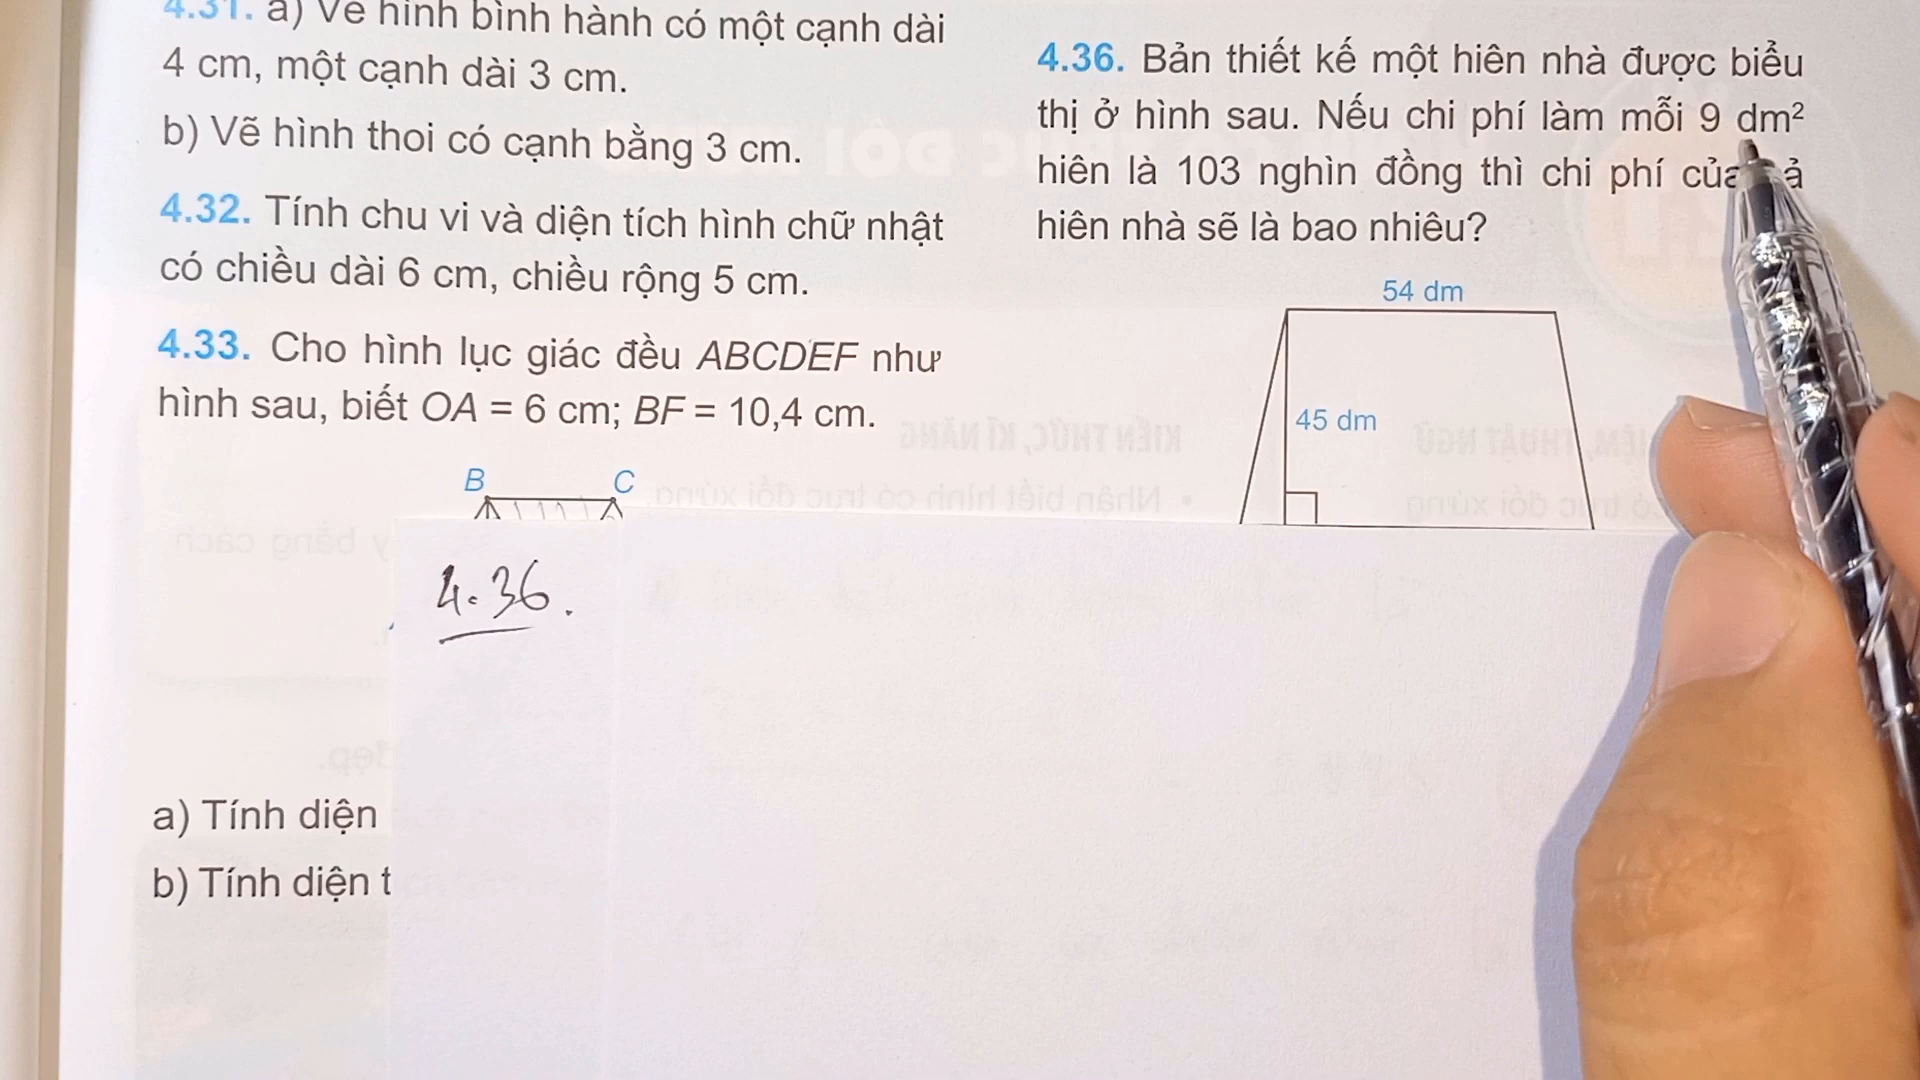 4.31. a) Vẽ hình bình hành có một cạnh dài
4 cm, một cạnh dài 3 cm.
b) Vẽ hình thoi có cạnh bằng 3 cm.
4.32. Tính chu vi và diện tích hình chữ nhật
có chiều dài 6 cm, chiều rộng 5 cm.
4.33. Cho hình lục giác đều ABCDEF như
hình sau, biết OA = 6 cm; BF = 10,4 cm.
B C
a) Tính diện
b) Tính diện t
4.36. Bản thiết kế một hiên nhà được biểu
thị ở hình sau. Nếu chi phí làm mỗi 9 dm²
hiên là 103 nghìn đồng thì chi phí của
hiên nhà sẽ là bao nhiêu?
54 dm
45 dm
4.36.